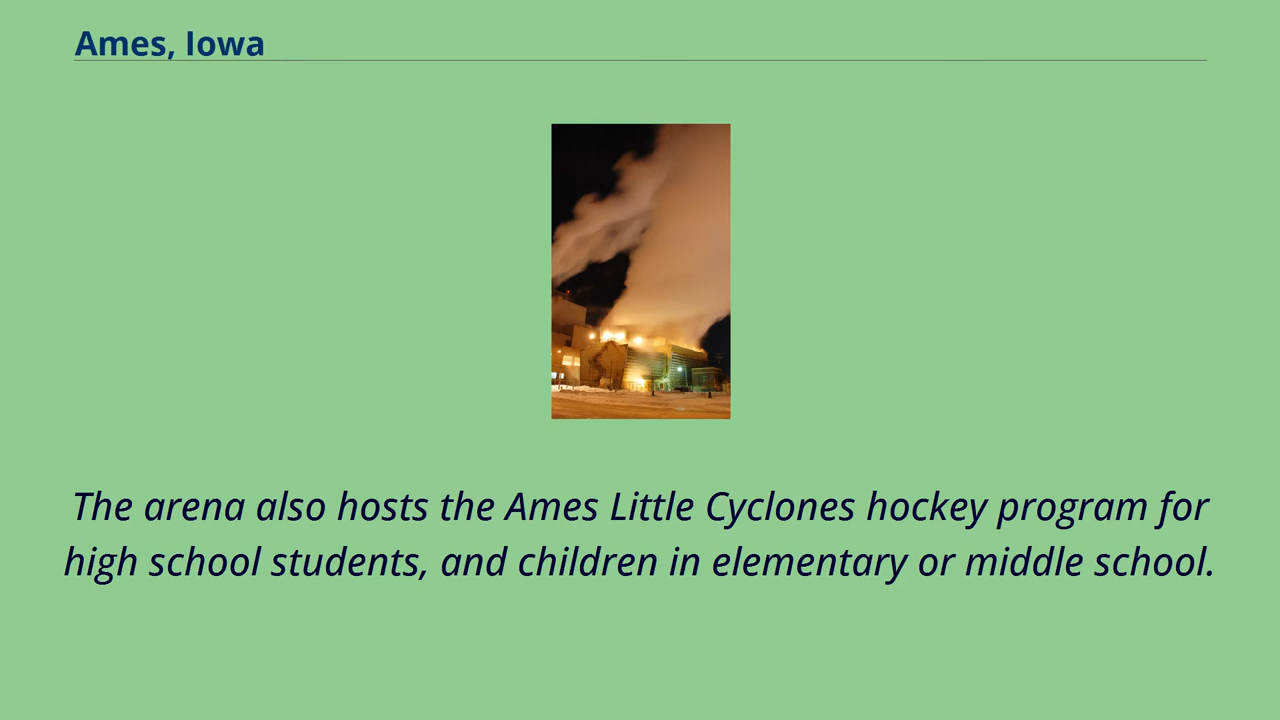 Ames, Iowa
The arena also hosts the Ames Little Cyclones hockey program for
high school students, and children in elementary or middle school.